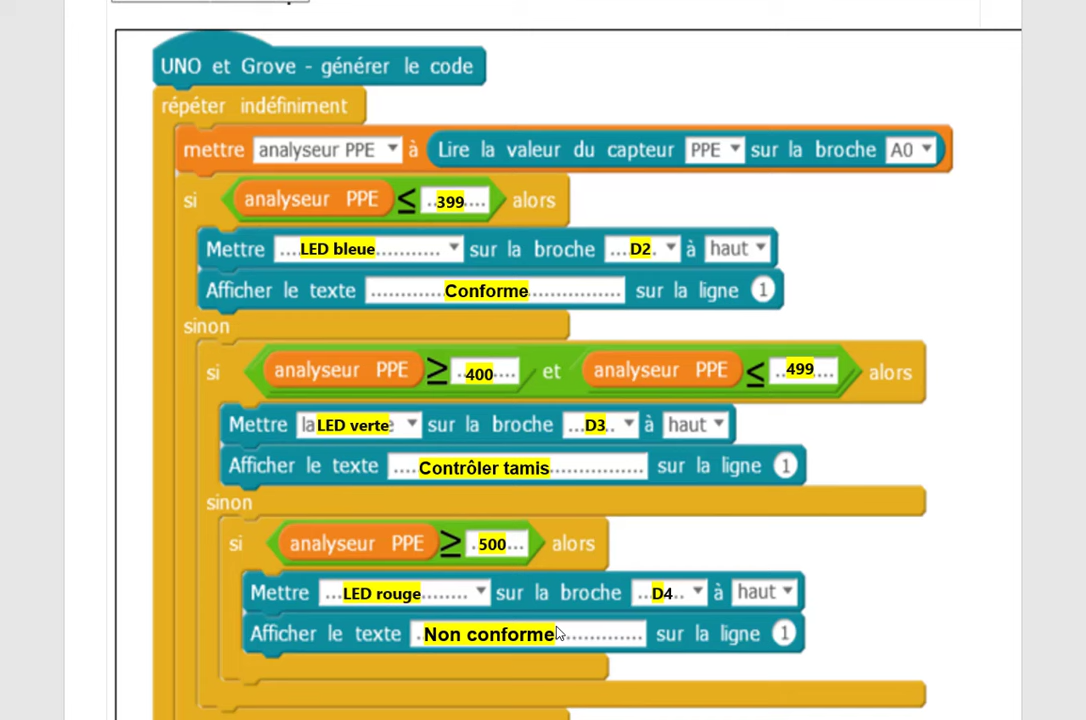 UNO et Grove - générer le code
répéter indéfiniment
mettre analyseur PPE à Lire la valeur du capteur PPE sur la broche A0
si analyseur PPE ≤ ..399.... alors
Mettre ....LED bleue........... sur la broche ...D2. à haut
Afficher le texte ............Conforme................ sur la ligne 1
sinon
si analyseur PPE ≥ ..400.... et analyseur PPE ≤ ..499.... alors
Mettre la LED verte sur la broche ...D3.. à haut
Afficher le texte ....Contrôler tamis................ sur la ligne 1
sinon
si analyseur PPE ≥ .500... alors
Mettre ...LED rouge........ sur la broche ...D4.. à haut
Afficher le texte .Non conforme............. sur la ligne 1